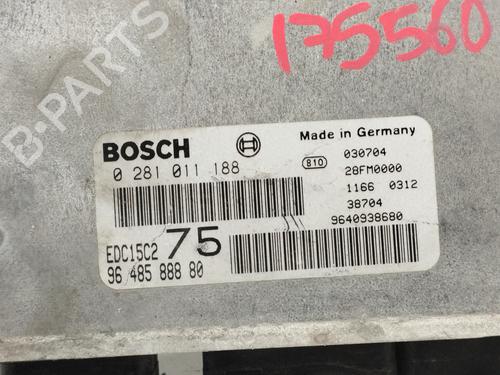 175560
B-PARTS
BOSCH
Made in Germany
0 281 011 188
810
030704
28FM0000
1166 0312
38704
9640938680
EDC15C2
75
96 485 888 80